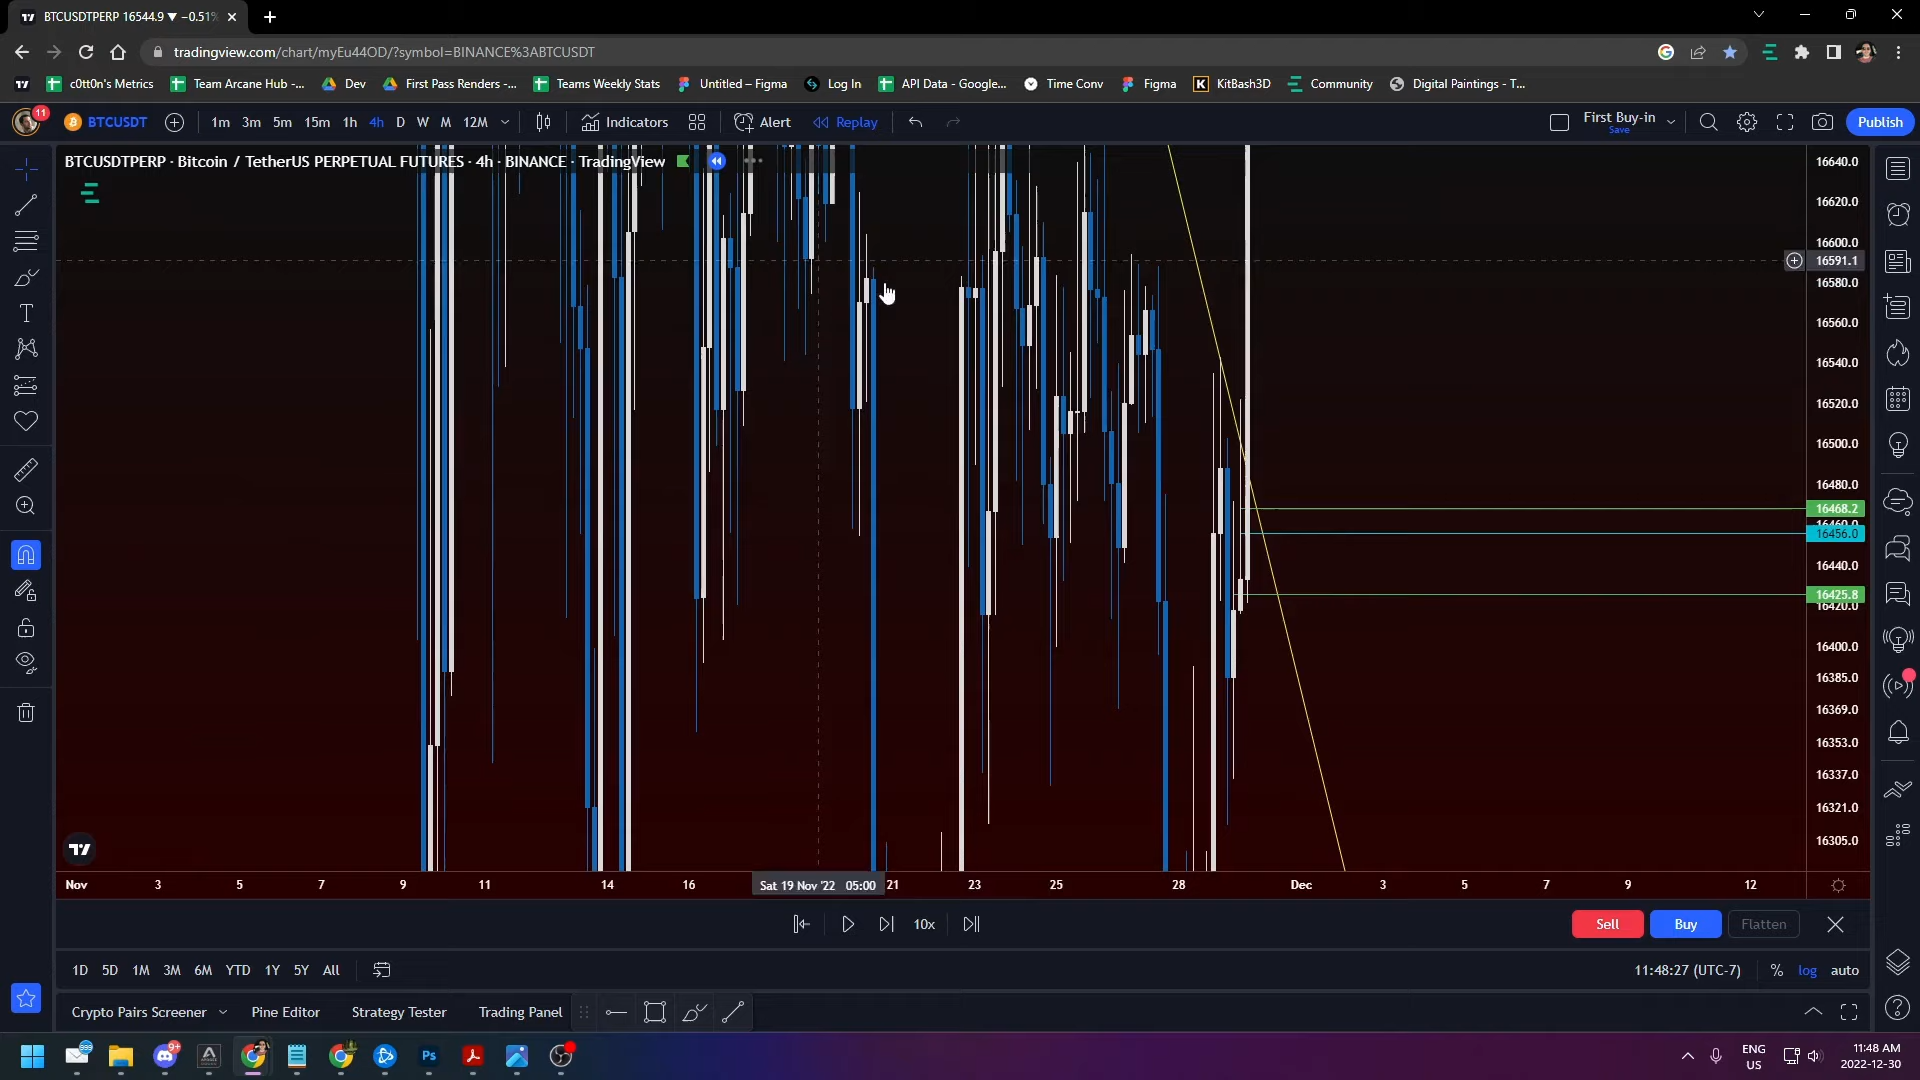 BTCUSDTPERP 16544.9 ▼ −0.51%
tradingview.com/chart/myEu44OD/?symbol=BINANCE%3ABTCUSDT
c0tt0n's Metrics Team Arcane Hub -... Dev First Pass Renders -... Teams Weekly Stats Untitled – Figma Log In API Data - Google... Time Conv Figma KitBash3D Community Digital Paintings - T...
11
BTCUSDT 1m 3m 5m 15m 1h 4h D W M 12M Indicators Alert Replay First Buy-in Publish
Save
BTCUSDTPERP · Bitcoin / TetherUS PERPETUAL FUTURES · 4h · BINANCE · TradingView
16640.0
16620.0
16600.0
16591.1
16580.0
16560.0
16540.0
16520.0
16500.0
16480.0
16468.2
16460.0
16456.0
16440.0
16425.8
16420.0
16400.0
16385.0
16369.0
16353.0
16337.0
16321.0
16305.0
Nov 3 5 7 9 11 14 16 Sat 19 Nov '22 05:00 21 23 25 28 Dec 3 5 7 9 12
10x Sell Buy Flatten
1D 5D 1M 3M 6M YTD 1Y 5Y All 11:48:27 (UTC-7) % log auto
Crypto Pairs Screener Pine Editor Strategy Tester Trading Panel
ENG
US
11:48 AM
2022-12-30